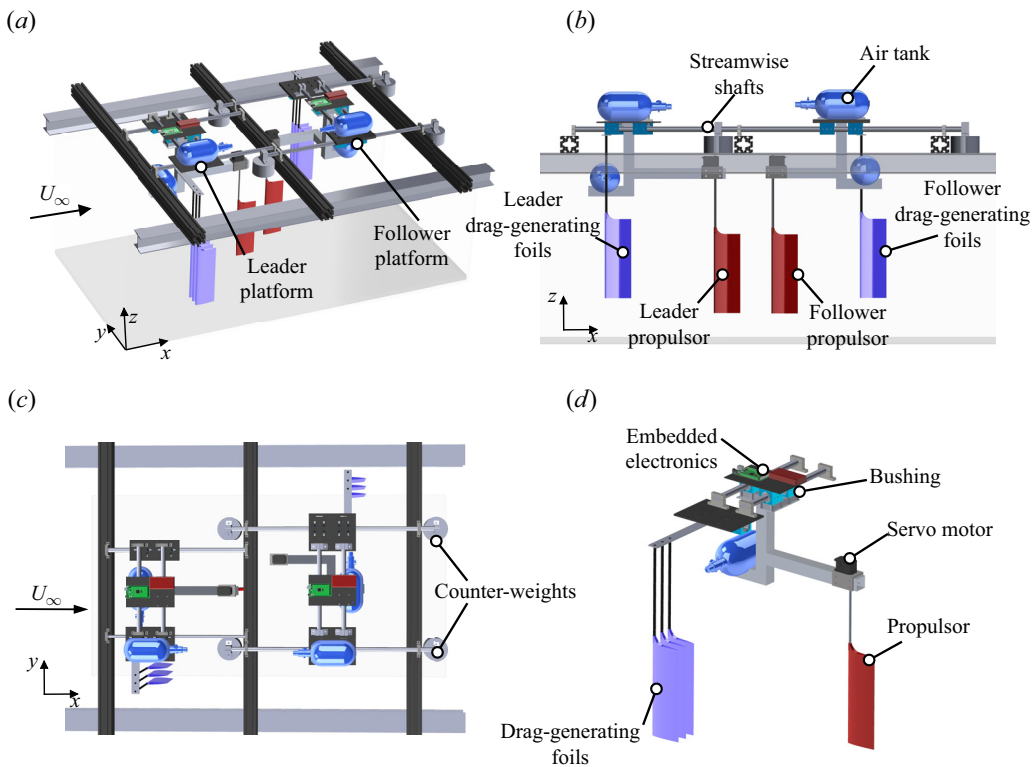 (a)
U∞
Leader
platform
Follower
platform
z
y
x
(b)
Streamwise
shafts
Air tank
Leader
drag-generating
foils
Follower
drag-generating
foils
Leader
propulsor
Follower
propulsor
z
x
(c)
U∞
Counter-weights
y
x
(d)
Embedded
electronics
Bushing
Servo motor
Propulsor
Drag-generating
foils